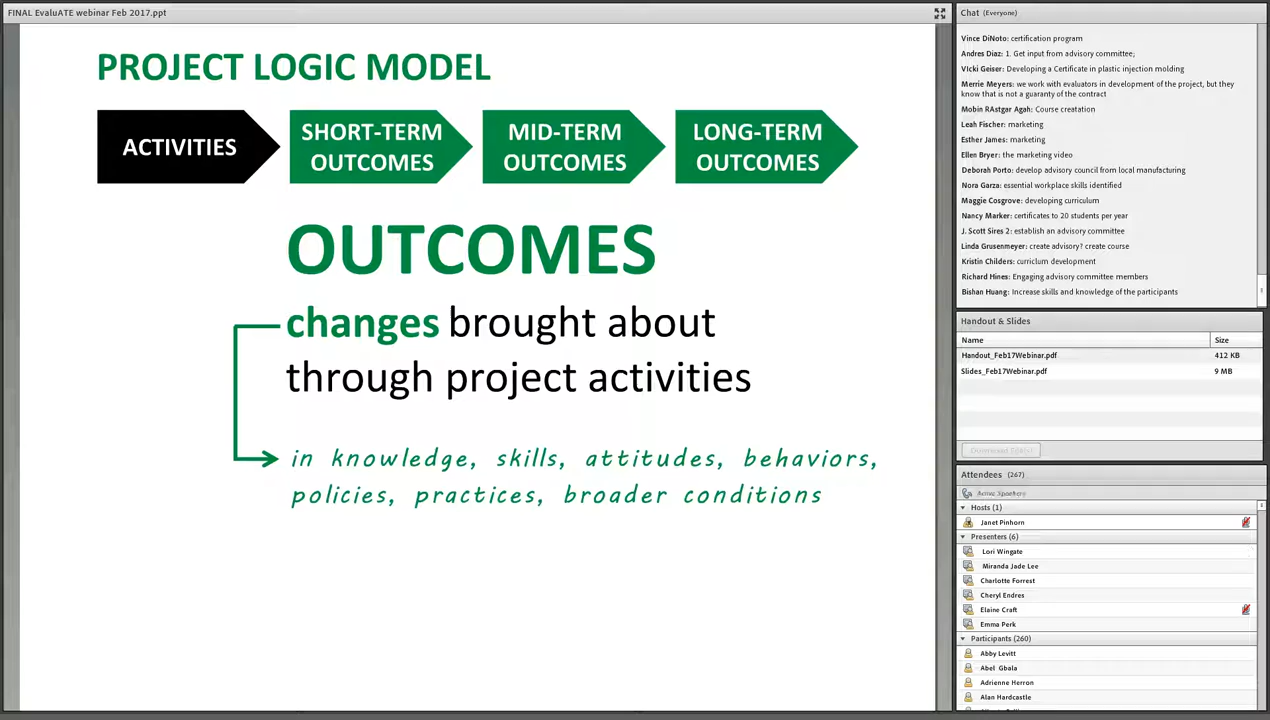 FINAL EvaluATE webinar Feb 2017.ppt
PROJECT LOGIC MODEL
ACTIVITIES
SHORT-TERM
OUTCOMES
MID-TERM
OUTCOMES
LONG-TERM
OUTCOMES
OUTCOMES
changes brought about
through project activities
in knowledge, skills, attitudes, behaviors,
policies, practices, broader conditions
Chat (Everyone)
Vince DiNoto: certification program
Andres Diaz: 1. Get input from advisory committee;
VIcki Geiser: Developing a Certificate in plastic injection molding
Merrie Meyers: we work with evaluators in development of the project, but they
know that is not a guaranty of the contract
Mobin RAstgar Agah: Course creatation
Leah Fischer: marketing
Esther James: marketing
Ellen Bryer: the marketing video
Deborah Porto: develop advisory council from local manufacturing
Nora Garza: essential workplace skills identified
Maggie Cosgrove: developing curriculum
Nancy Marker: certificates to 20 students per year
J. Scott Sires 2: establish an advisory committee
Linda Grusenmeyer: create advisory? create course
Kristin Childers: curriclum development
Richard Hines: Engaging advisory committee members
Bishan Huang: Increase skills and knowledge of the participants
Handout & Slides
Name Size
Handout_Feb17Webinar.pdf 412 KB
Slides_Feb17Webinar.pdf 9 MB
Download File(s)
Attendees (267)
Active Speakers
Hosts (1)
Janet Pinhorn
Presenters (6)
Lori Wingate
Miranda Jade Lee
Charlotte Forrest
Cheryl Endres
Elaine Craft
Emma Perk
Participants (260)
Abby Levitt
Abel Gbala
Adrienne Herron
Alan Hardcastle